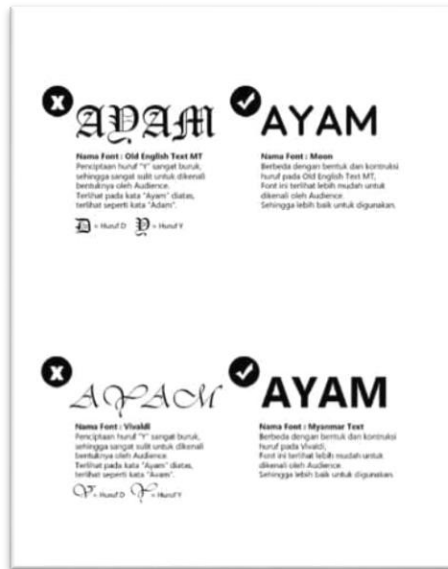 AYAM
Nama Font : Old English Text MT
Penciptaan huruf "Y" sangat buruk,
sehingga sangat sulit untuk dikenali
bentuknya oleh Audience.
Terlihat pada kata "Ayam" diatas,
terlihat seperti kata "Adam".
D = Huruf D Y = Huruf Y
AYAM
Nama Font : Moon
Berbeda dengan bentuk dan kontruksi
huruf pada Old English Text MT,
Font ini terlihat lebih mudah untuk
dikenali oleh Audience.
Sehingga lebih baik untuk digunakan.
AYAM
Nama Font : Vivaldi
Penciptaan huruf "Y" sangat buruk,
sehingga sangat sulit untuk dikenali
bentuknya oleh Audience
Terlihat pada kata "Ayam" diatas,
terlihat seperti kata "Avam".
= Huruf D Y = Huruf Y
AYAM
Nama Font : Myanmar Text
Berbeda dengan bentuk dan kontruksi
huruf pada Vivaldi,
Font ini terlihat lebih mudah untuk
dikenali oleh Audience
Sehingga lebih baik untuk digunakan.